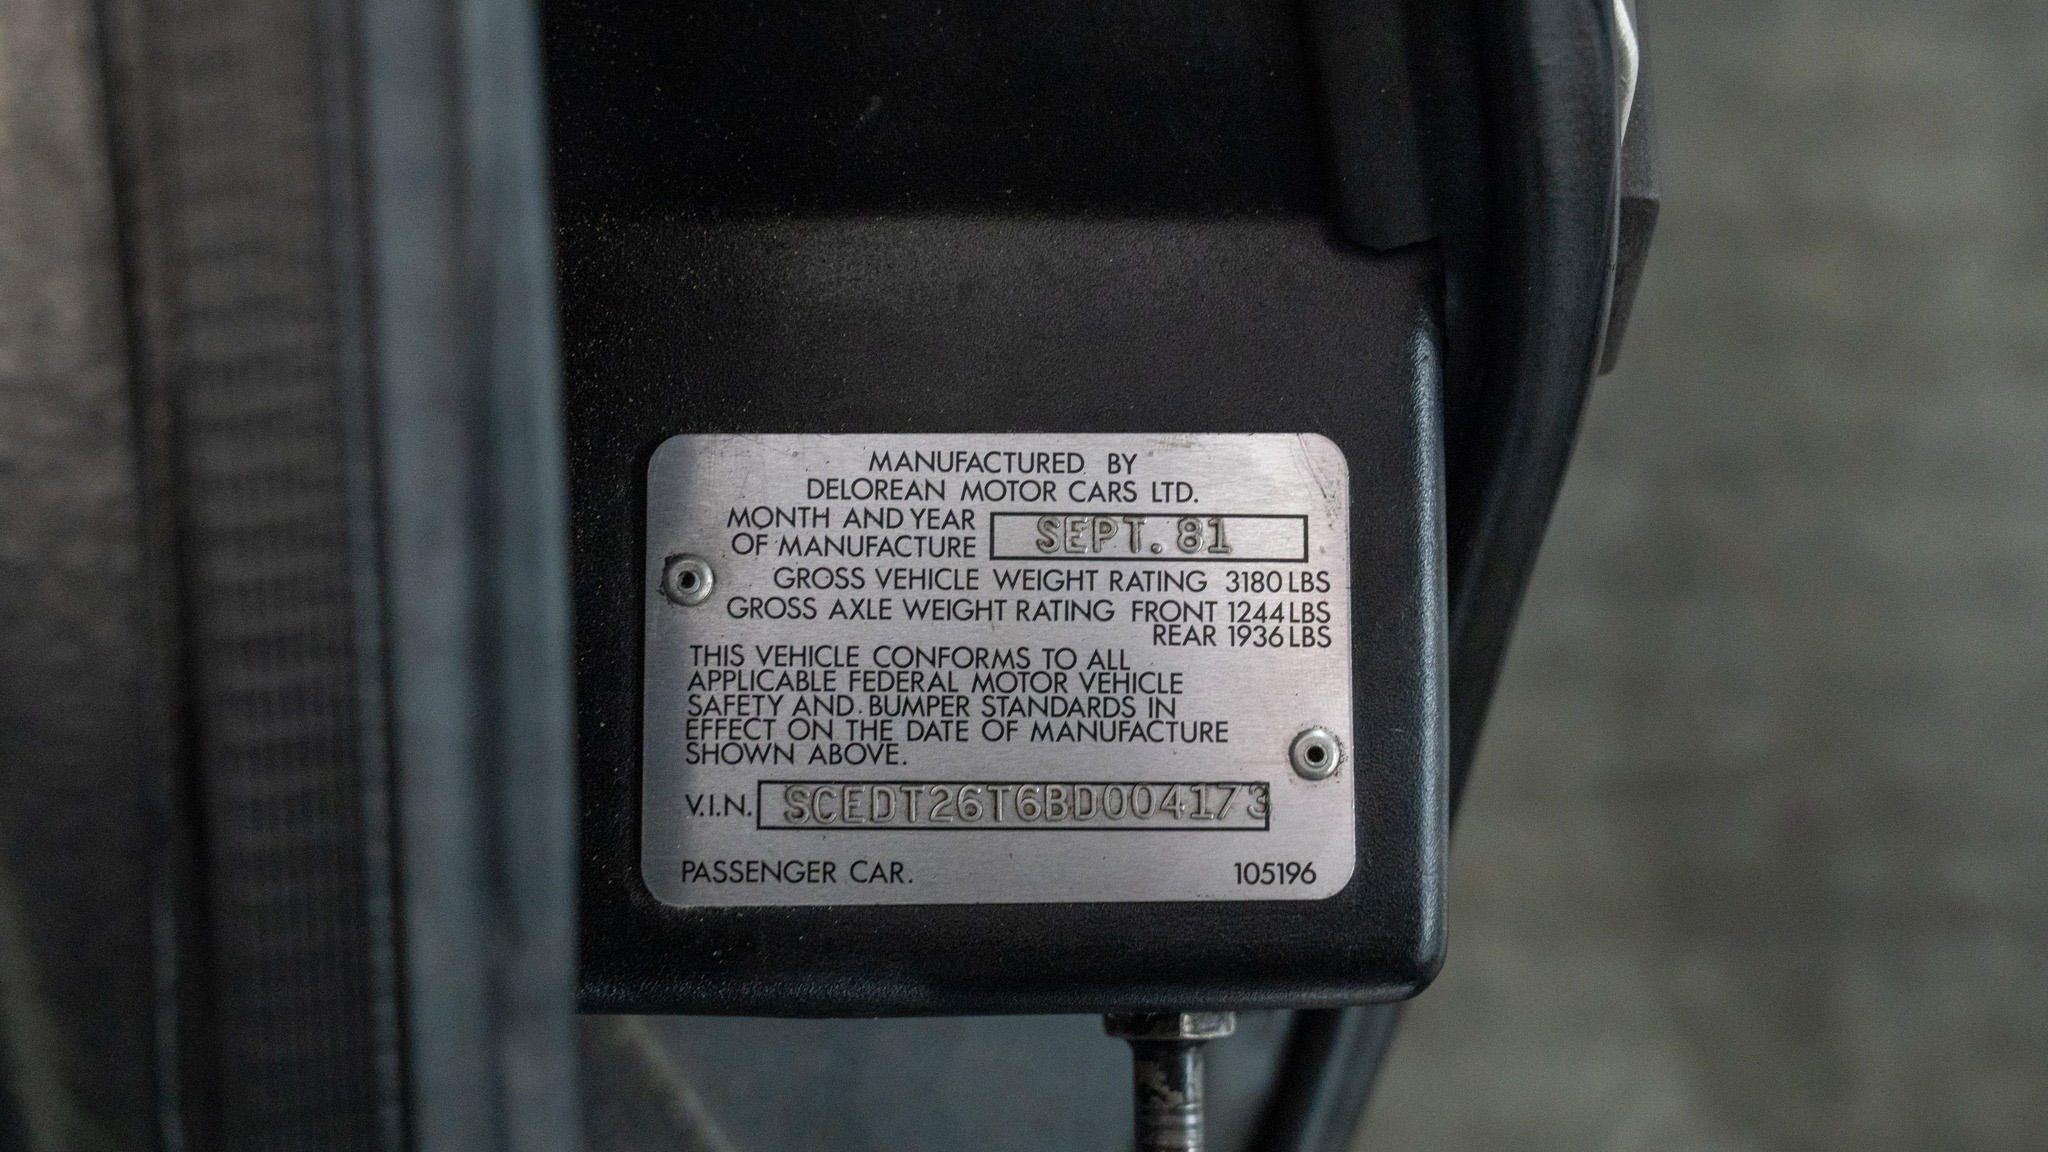 MANUFACTURED BY
DELOREAN MOTOR CARS LTD.
MONTH AND YEAR
OF MANUFACTURE SEPT. 81
GROSS VEHICLE WEIGHT RATING 3180 LBS
GROSS AXLE WEIGHT RATING FRONT 1244 LBS
REAR 1936 LBS
THIS VEHICLE CONFORMS TO ALL
APPLICABLE FEDERAL MOTOR VEHICLE
SAFETY AND BUMPER STANDARDS IN
EFFECT ON THE DATE OF MANUFACTURE
SHOWN ABOVE.
V.I.N. SCEDT26T6BD004173
PASSENGER CAR. 105196